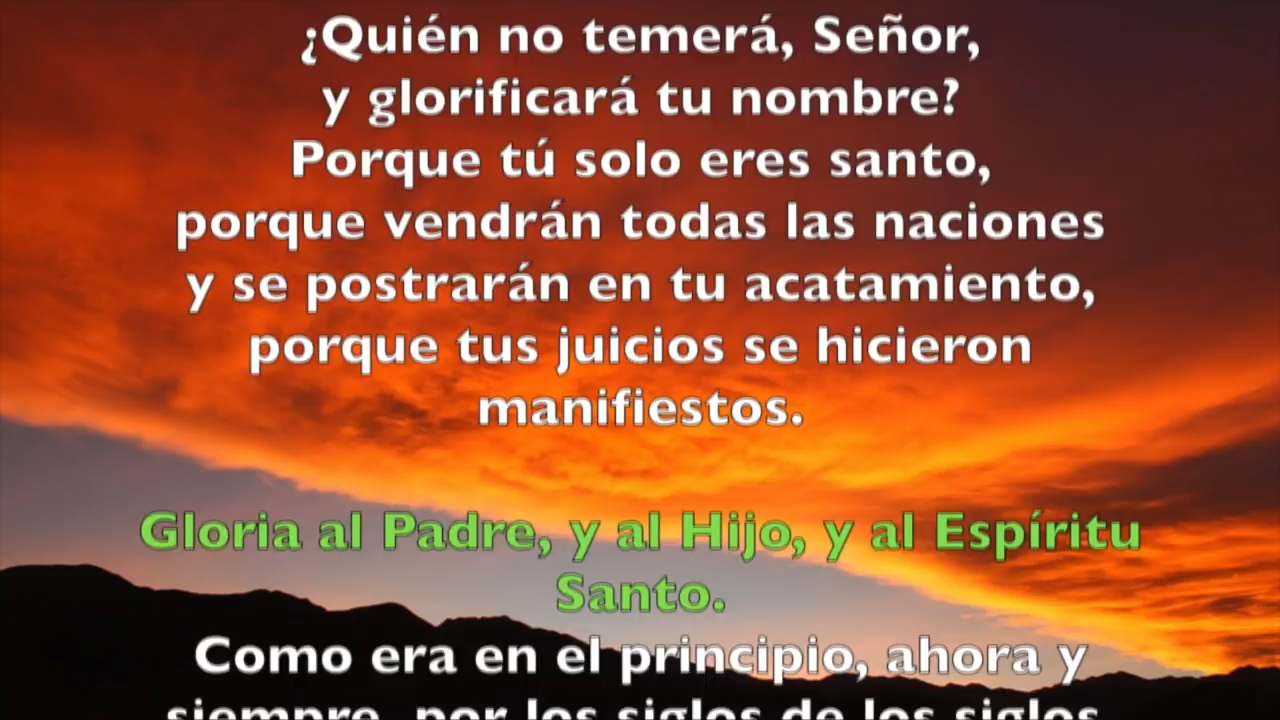 ¿Quién no temerá, Señor,
y glorificará tu nombre?
Porque tú solo eres santo,
porque vendrán todas las naciones
y se postrarán en tu acatamiento,
porque tus juicios se hicieron
manifiestos.
Gloria al Padre, y al Hijo, y al Espíritu
Santo.
Como era en el principio, ahora y
siempre, por los siglos de los siglos.